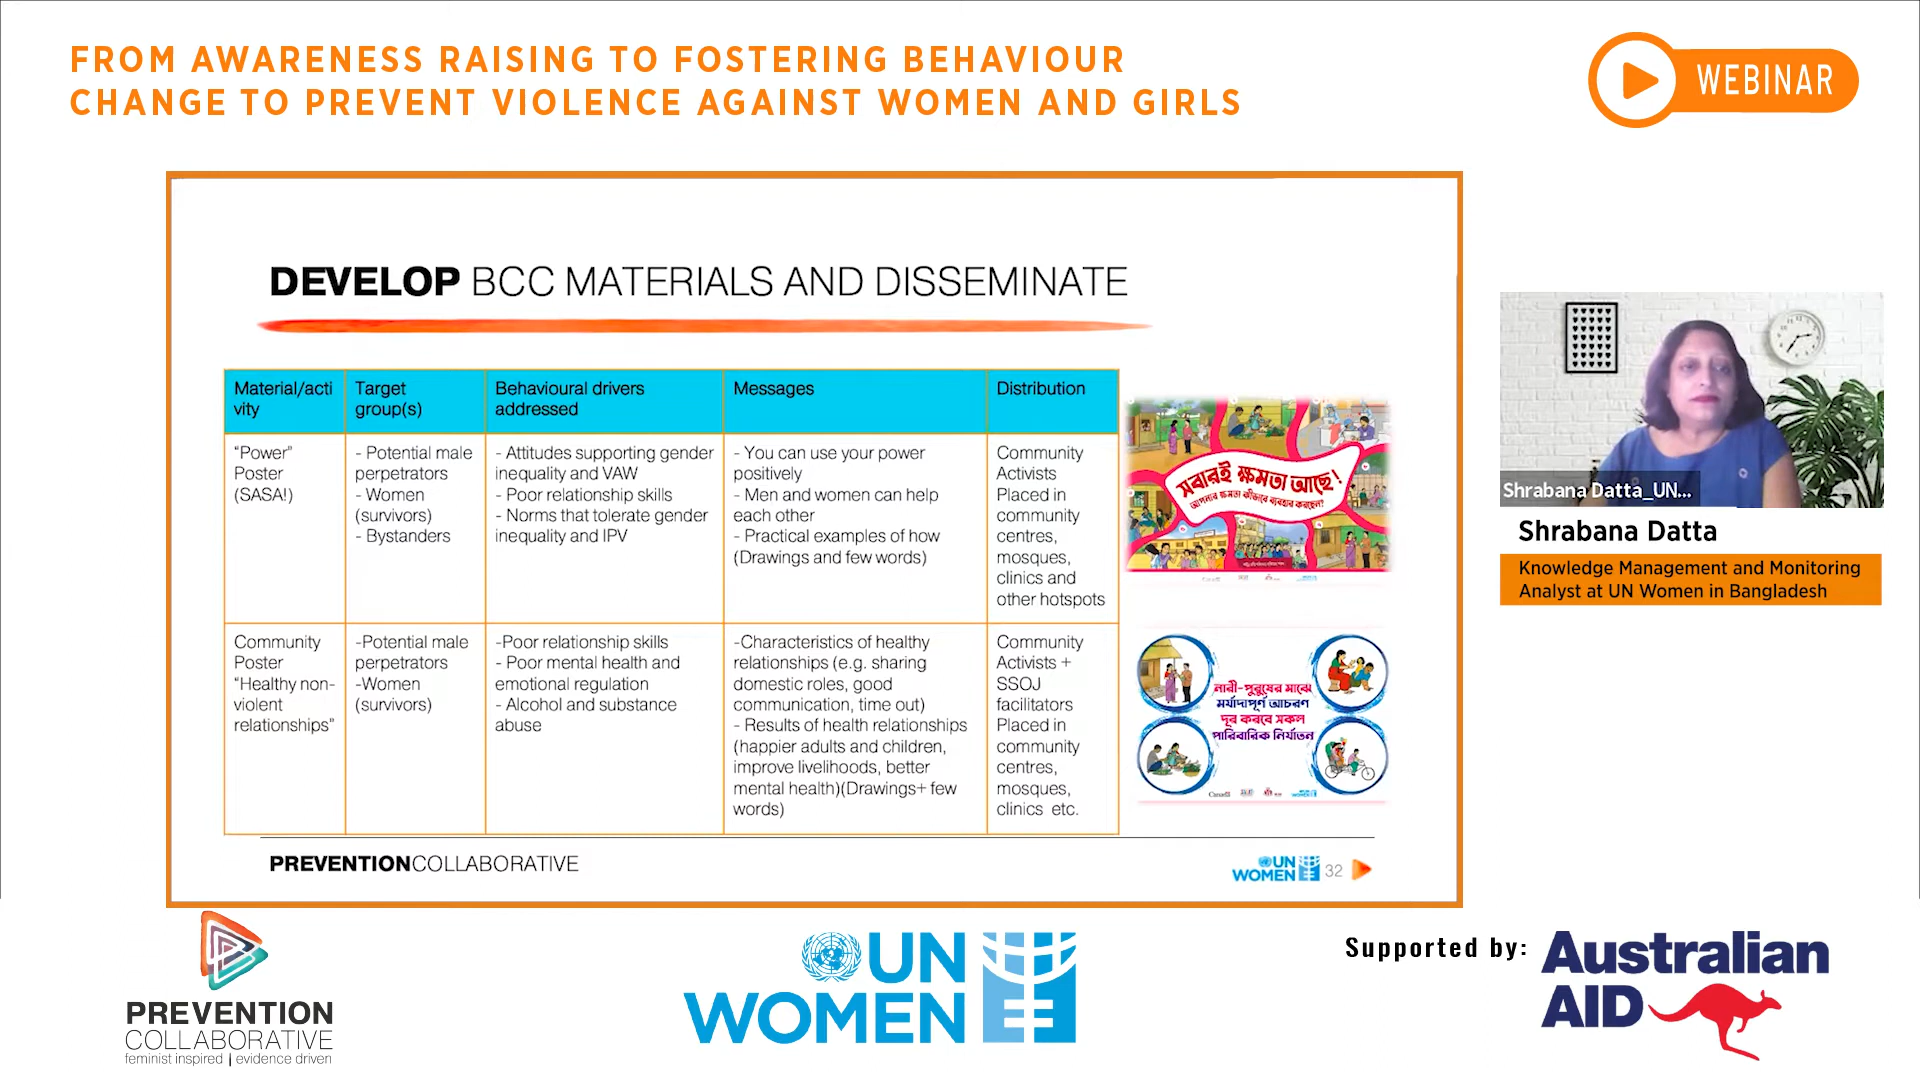 FROM AWARENESS RAISING TO FOSTERING BEHAVIOUR
CHANGE TO PREVENT VIOLENCE AGAINST WOMEN AND GIRLS
WEBINAR
DEVELOP BCC MATERIALS AND DISSEMINATE
Material/acti
vity
Target
group(s)
Behavioural drivers
addressed
Messages
Distribution
“Power”
Poster
(SASA!)
- Potential male
perpetrators
- Women
(survivors)
- Bystanders
- Attitudes supporting gender
inequality and VAW
- Poor relationship skills
- Norms that tolerate gender
inequality and IPV
- You can use your power
positively
- Men and women can help
each other
- Practical examples of how
(Drawings and few words)
Community
Activists
Placed in
community
centres,
mosques,
clinics and
other hotspots
Community
Poster
“Healthy non-
violent
relationships”
-Potential male
perpetrators
-Women
(survivors)
-Poor relationship skills
- Poor mental health and
emotional regulation
- Alcohol and substance
abuse
-Characteristics of healthy
relationships (e.g. sharing
domestic roles, good
communication, time out)
- Results of health relationships
(happier adults and children,
improve livelihoods, better
mental health)(Drawings+ few
words)
Community
Activists +
SSOJ
facilitators
Placed in
community
centres,
mosques,
clinics etc.
সবারই ক্ষমতা আছে!
আপনার ক্ষমতা কীভাবে ব্যবহার করছেন?
নারী-পুরুষের মাঝে
মর্যাদাপূর্ণ আচরণ
দূর করবে সকল
পারিবারিক নির্যাতন
Canada
PREVENTIONCOLLABORATIVE
UN
WOMEN
32
Shrabana Datta_UN...
Shrabana Datta
Knowledge Management and Monitoring
Analyst at UN Women in Bangladesh
PREVENTION
COLLABORATIVE
feminist inspired | evidence driven
UN
WOMEN
Supported by:
Australian
AID